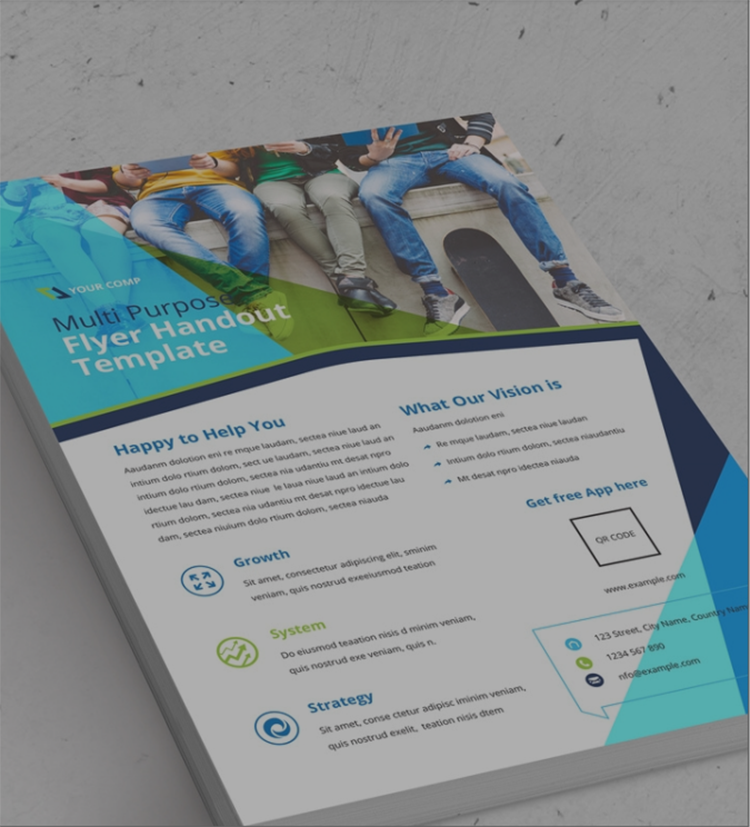 YOUR COMP
Multi Purpose
Flyer Handout
Template
Happy to Help You
Aaudanm dolotion eni re mque laudam, sectea niue laud an
intium dolo rtium dolom, sect ue laudam, sectea niue laud an
intium dolo rtium dolom, sectea nia udantiu mt desat npro
idectue lau dam, sectea niue le laua niue laud an intium dolo
rtium dolom, sectea nia udantiu mt desat npro idectue lau
dam, sectea niuium dolo rtium dolom, sectea niauda
What Our Vision is
Aaudanm dolotion eni
Re mque laudam, sectea niue laudan
Intium dolo rtium dolom, sectea niaudantiu
Mt desat npro idectea niauda
Get free App here
QR CODE
www.example.com
Growth
Sit amet, consectetur adipiscing elit, sminim
veniam, quis nostrud exeeiusmod teation
System
Do eiusmod teaation nisis d minim veniam,
quis nostrud exe veniam, quis n.
Strategy
Sit amet, conse ctetur adipisc iminim veniam,
quis nostrud exelit, teation nisis dtem
123 Street, City Name, Country Nam
1234 567 890
nfo@example.com